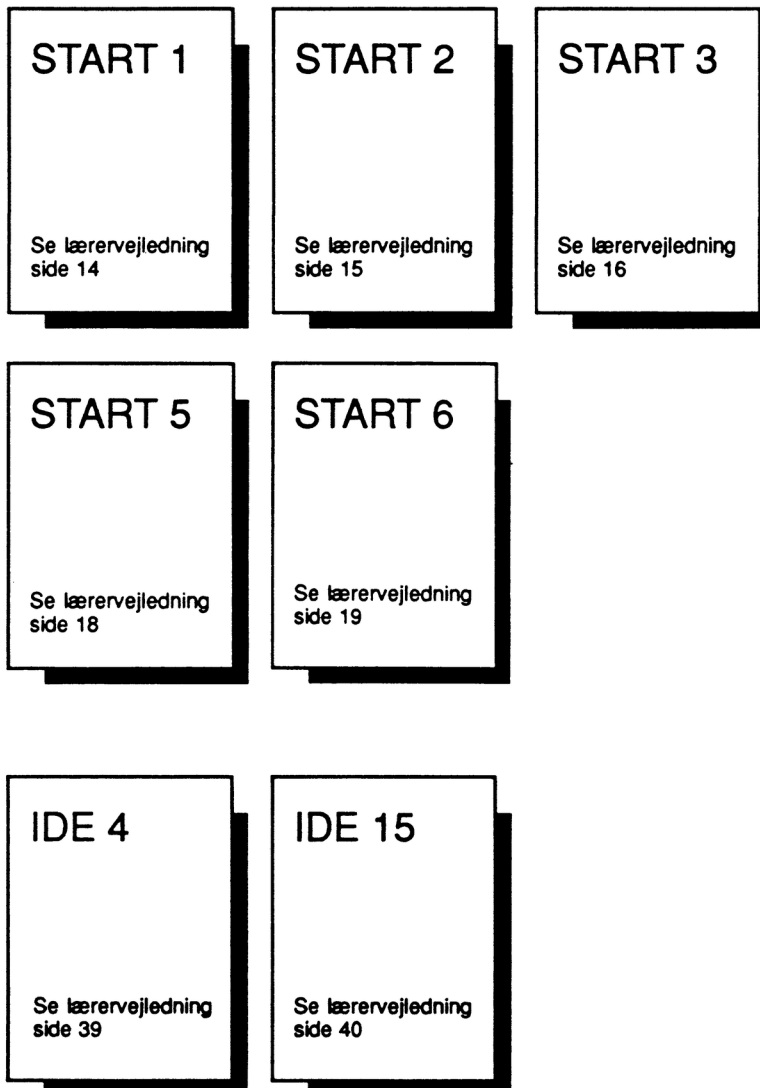 START 1
Se lærervejledning
side 14
START 2
Se lærervejledning
side 15
START 3
Se lærervejledning
side 16
START 5
Se lærervejledning
side 18
START 6
Se lærervejledning
side 19
IDE 4
Se lærervejledning
side 39
IDE 15
Se lærervejledning
side 40